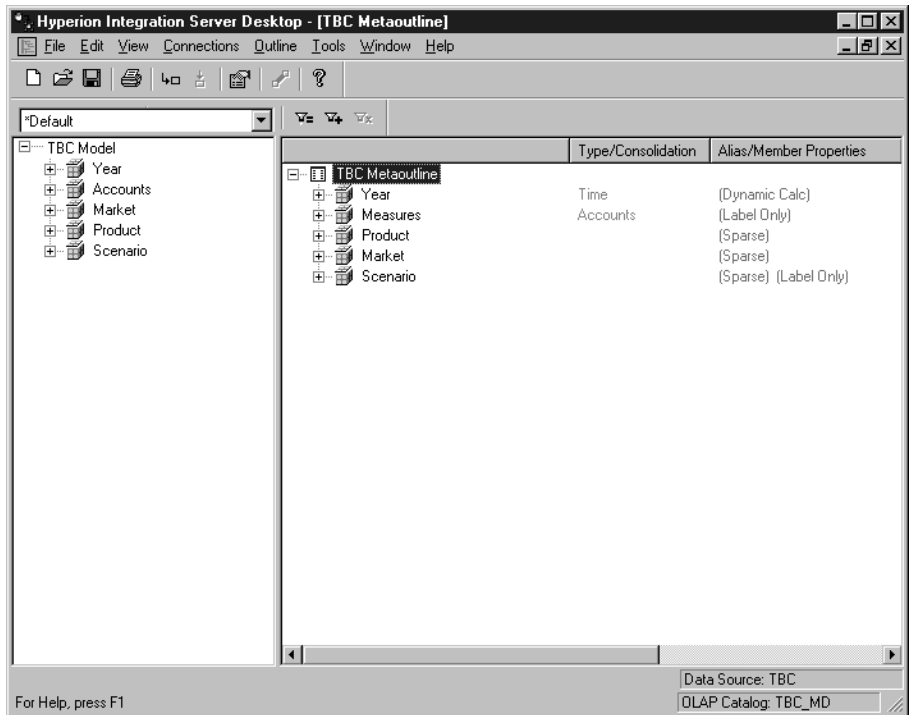 Hyperion Integration Server Desktop - [TBC Metaoutline]
File Edit View Connections Outline Tools Window Help
*Default
TBC Model
Year
Accounts
Market
Product
Scenario
Type/Consolidation Alias/Member Properties
TBC Metaoutline
Year Time (Dynamic Calc)
Measures Accounts (Label Only)
Product (Sparse)
Market (Sparse)
Scenario (Sparse) (Label Only)
Data Source: TBC
For Help, press F1 OLAP Catalog: TBC_MD